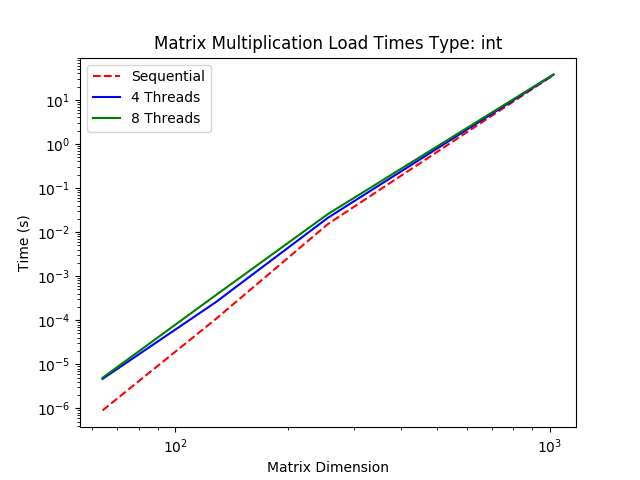 Matrix Multiplication Load Times Type: int
Sequential
4 Threads
8 Threads
Time (s)
10¹
10⁰
10⁻¹
10⁻²
10⁻³
10⁻⁴
10⁻⁵
10⁻⁶
10²
10³
Matrix Dimension